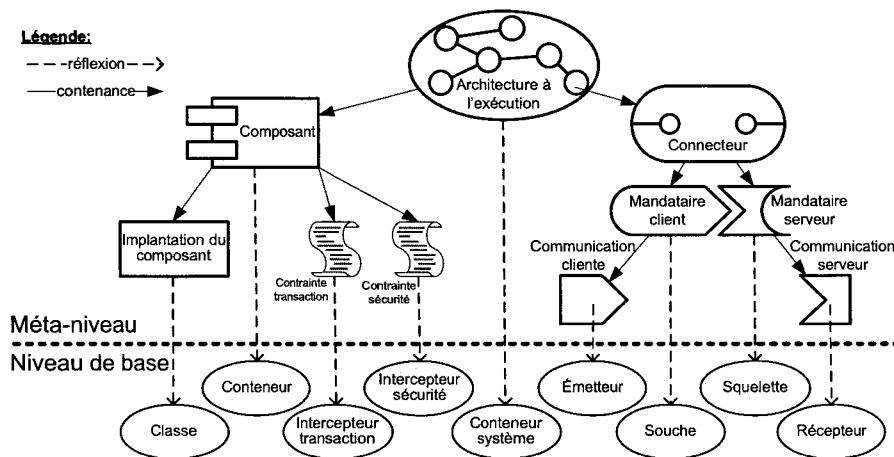 Légende:
réflexion
contenance
Architecture à
l'exécution
Composant
Connecteur
Mandataire
client
Mandataire
serveur
Implantation du
composant
Contrainte
transaction
Contrainte
sécurité
Communication
cliente
Communication
serveur
Méta-niveau
Niveau de base
Conteneur
Intercepteur
sécurité
Émetteur
Squelette
Classe
Intercepteur
transaction
Conteneur
système
Souche
Récepteur